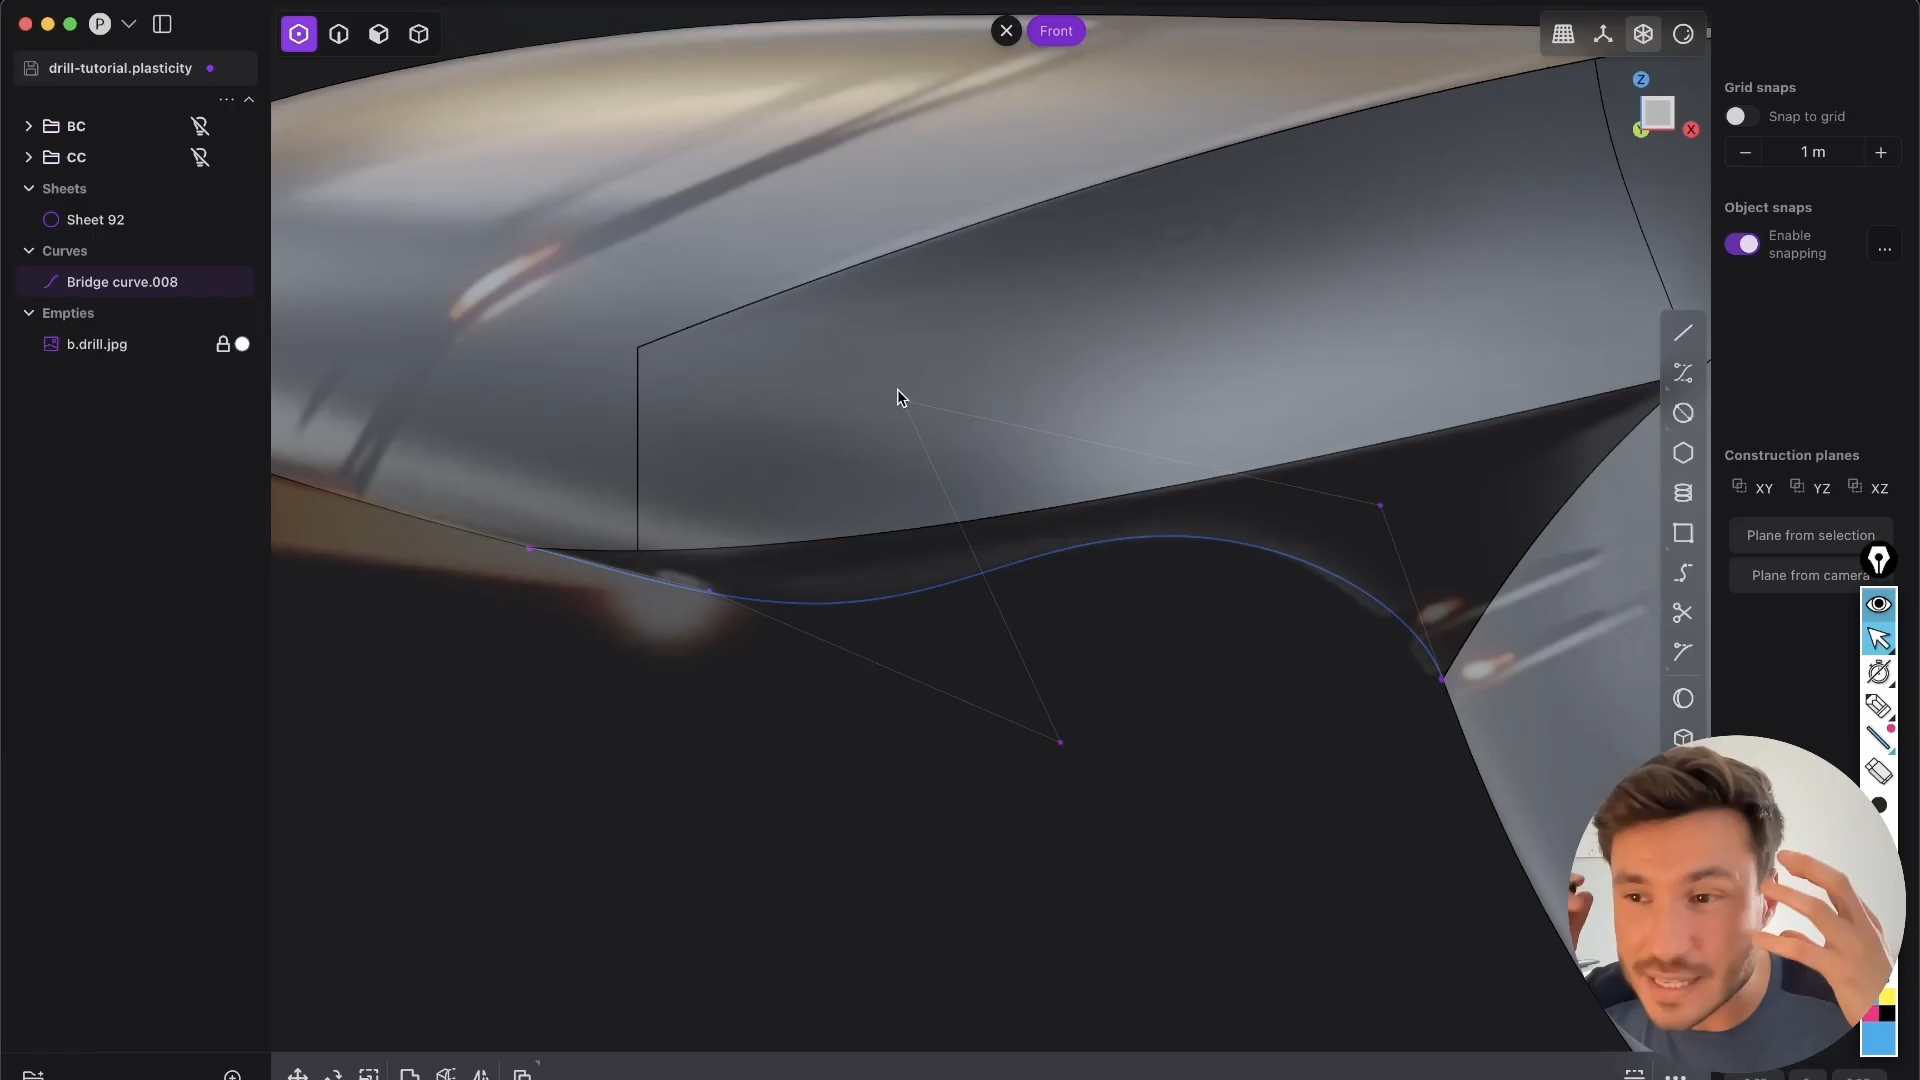 P
drill-tutorial.plasticity
BC
CC
Sheets
Sheet 92
Curves
Bridge curve.008
Empties
b.drill.jpg
Front
Z
Y
X
Grid snaps
Snap to grid
1 m
Object snaps
Enable
snapping
Construction planes
XY
YZ
XZ
Plane from selection
Plane from camera